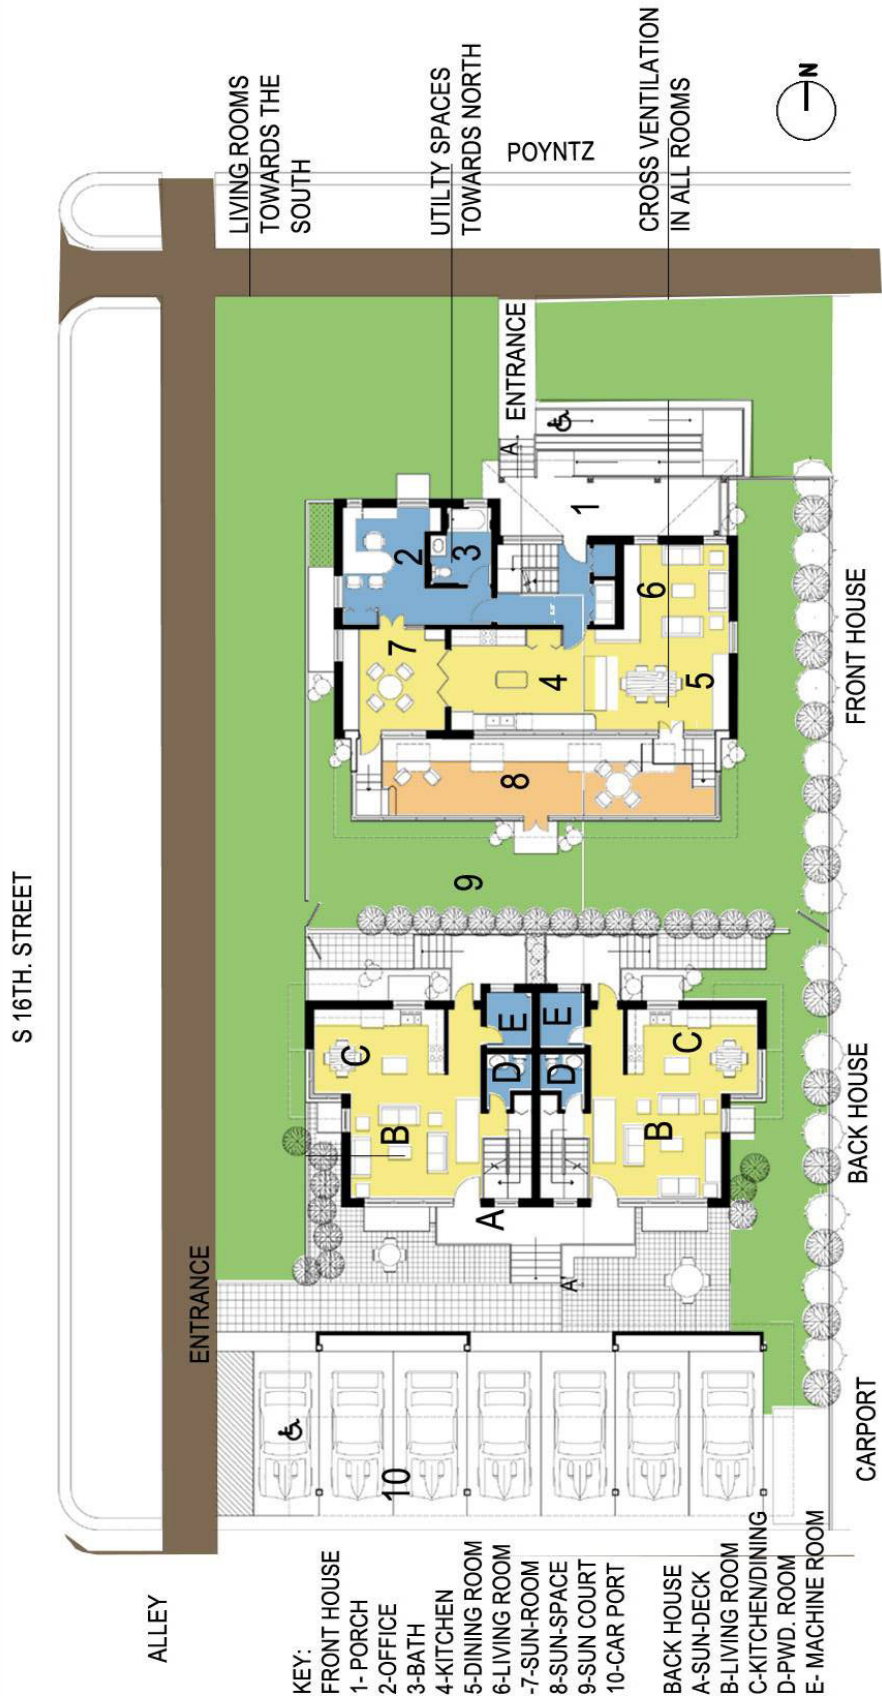 S 16TH. STREET
ALLEY
ENTRANCE
LIVING ROOMS
TOWARDS THE
SOUTH
UTILTY SPACES
TOWARDS NORTH
POYNTZ
CROSS VENTILATION
IN ALL ROOMS
N
ENTRANCE
A'
1
2
3
4
5
6
7
8
9
10
C
B
E
D
A
E
D
C
B
A'
FRONT HOUSE
BACK HOUSE
CARPORT
KEY:
FRONT HOUSE
1- PORCH
2-OFFICE
3-BATH
4-KITCHEN
5-DINING ROOM
6-LIVING ROOM
-7-SUN-ROOM
8-SUN-SPACE
9-SUN COURT
10-CAR PORT
BACK HOUSE
A-SUN-DECK
B-LIVING ROOM
C-KITCHEN/DINING
D-PWD. ROOM
E- MACHINE ROOM